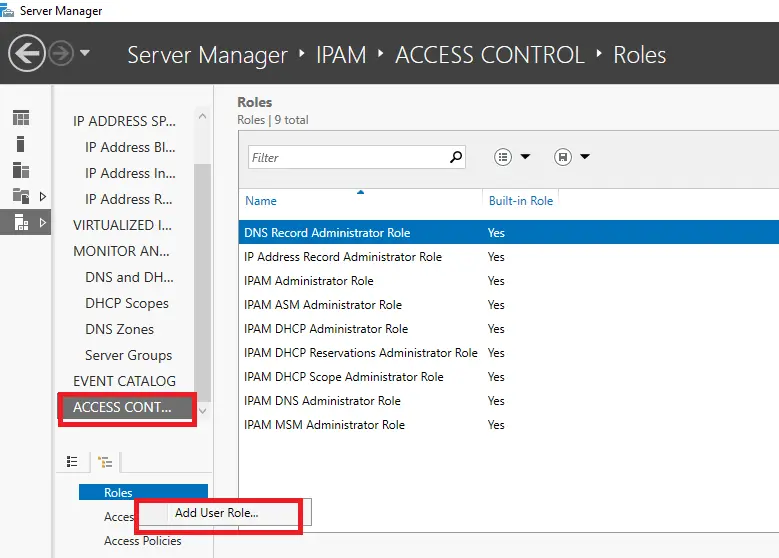 Server Manager
Server Manager ‣ IPAM ‣ ACCESS CONTROL ‣ Roles
IP ADDRESS SP...
IP Address Bl...
IP Address In...
IP Address R...
VIRTUALIZED I...
MONITOR AN...
DNS and DH...
DHCP Scopes
DNS Zones
Server Groups
EVENT CATALOG
ACCESS CONT...
Roles
Acces
Access Policies
Add User Role...
Roles
Roles | 9 total
Filter
Name Built-in Role
DNS Record Administrator Role Yes
IP Address Record Administrator Role Yes
IPAM Administrator Role Yes
IPAM ASM Administrator Role Yes
IPAM DHCP Administrator Role Yes
IPAM DHCP Reservations Administrator Role Yes
IPAM DHCP Scope Administrator Role Yes
IPAM DNS Administrator Role Yes
IPAM MSM Administrator Role Yes